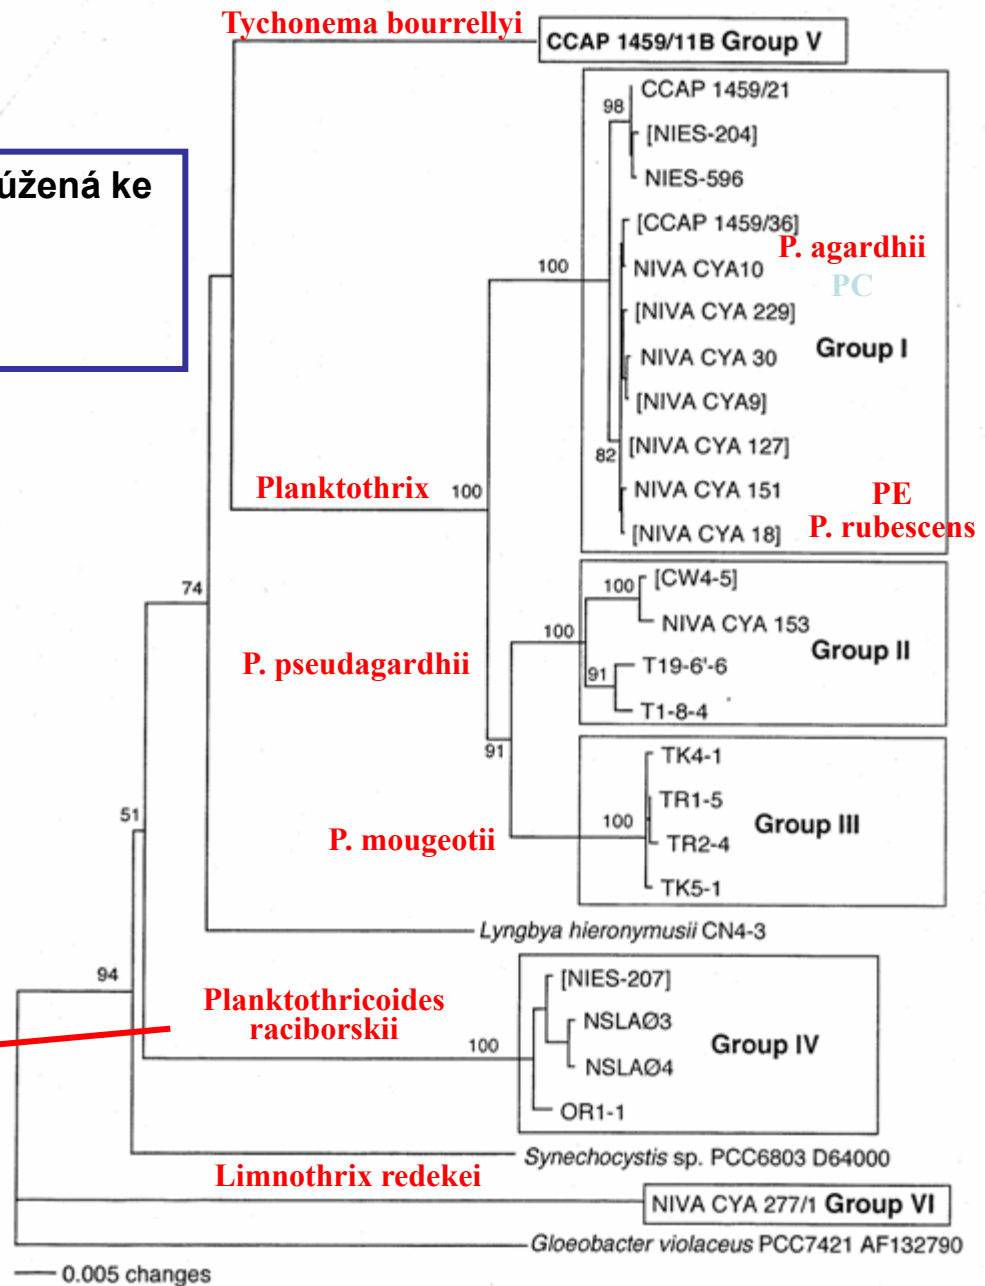 Tychonema bourrellyi
CCAP 1459/11B Group V
CCAP 1459/21
98
[NIES-204]
úžená ke
NIES-596
[CCAP 1459/36]
P. agardhii
100
NIVA CYA10
PC
[NIVA CYA 229]
Group I
NIVA CYA 30
[NIVA CYA9]
[NIVA CYA 127]
82
Planktothrix
100
NIVA CYA 151
PE
P. rubescens
[NIVA CYA 18]
74
100
[CW4-5]
100
NIVA CYA 153
Group II
P. pseudagardhii
91
T19-6'-6
T1-8-4
91
TK4-1
51
TR1-5
100
Group III
P. mougeotii
TR2-4
TK5-1
Lyngbya hieronymusii CN4-3
94
[NIES-207]
Planktothricoides
raciborskii
NSLAØ3
100
Group IV
NSLAØ4
OR1-1
Synechocystis sp. PCC6803 D64000
Limnothrix redekei
NIVA CYA 277/1 Group VI
Gloeobacter violaceus PCC7421 AF132790
0.005 changes